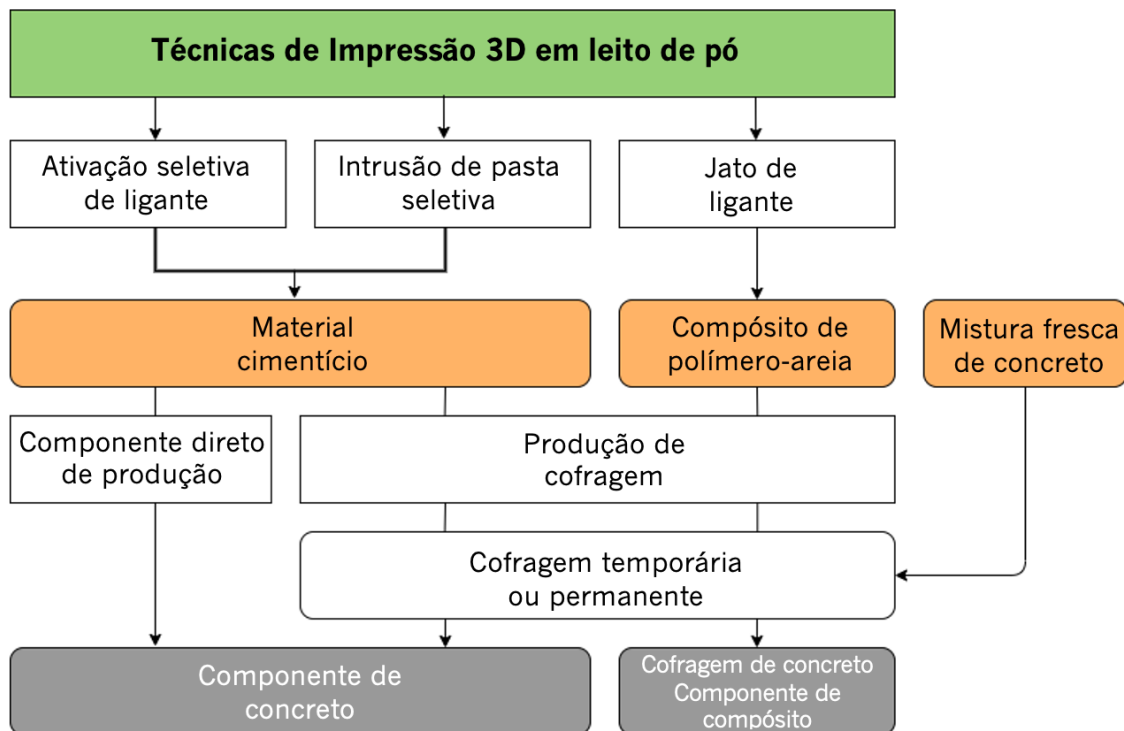 Técnicas de Impressão 3D em leito de pó
Ativação seletiva
de ligante
Intrusão de pasta
seletiva
Jato de
ligante
Material
cimentício
Compósito de
polímero-areia
Mistura fresca
de concreto
Componente direto
de produção
Produção de
cofragem
Cofragem temporária
ou permanente
Componente de
concreto
Cofragem de concreto
Componente de
compósito